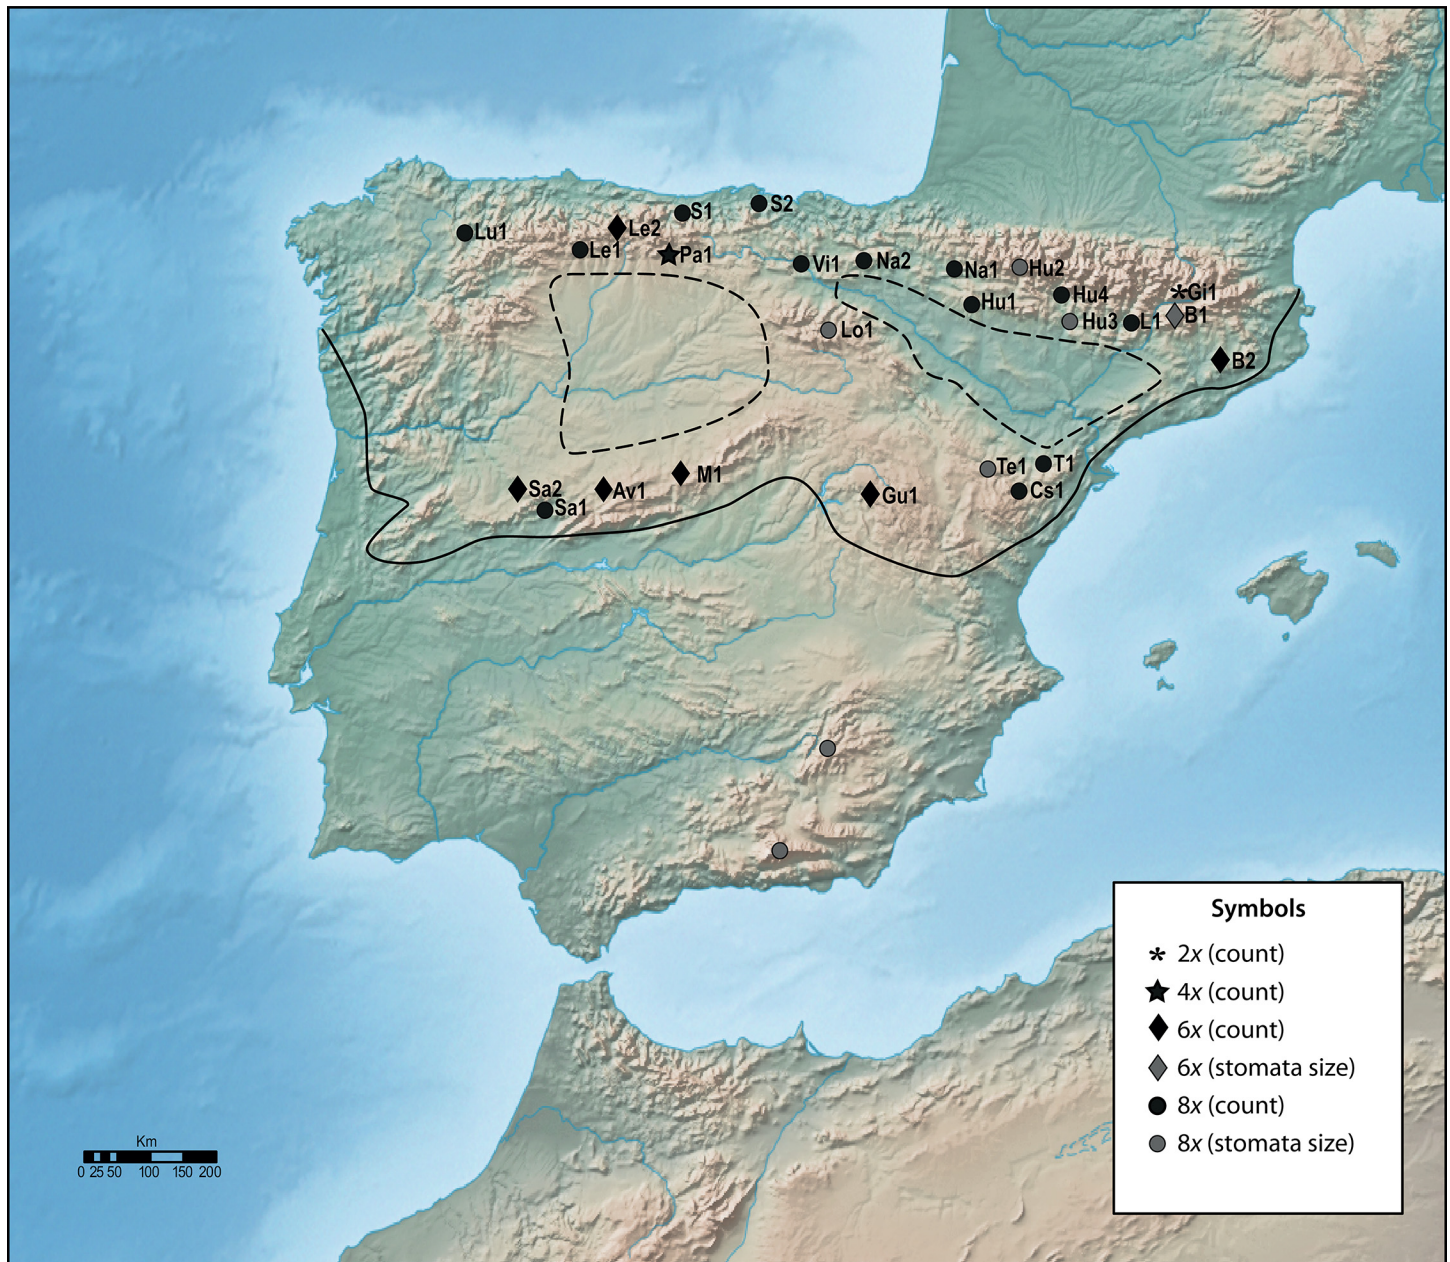 S2
S1
Le2
Lu1
Le1
Pa1
Vi1
Na2
Na1
Hu2
Gi1
Hu1
Hu4
B1
Hu3
L1
Lo1
B2
T1
Te1
M1
Sa2
Av1
Cs1
Gu1
Sa1
Symbols
* 2x (count)
4x (count)
6x (count)
6x (stomata size)
8x (count)
8x (stomata size)
Km
0 25 50 100 150 200